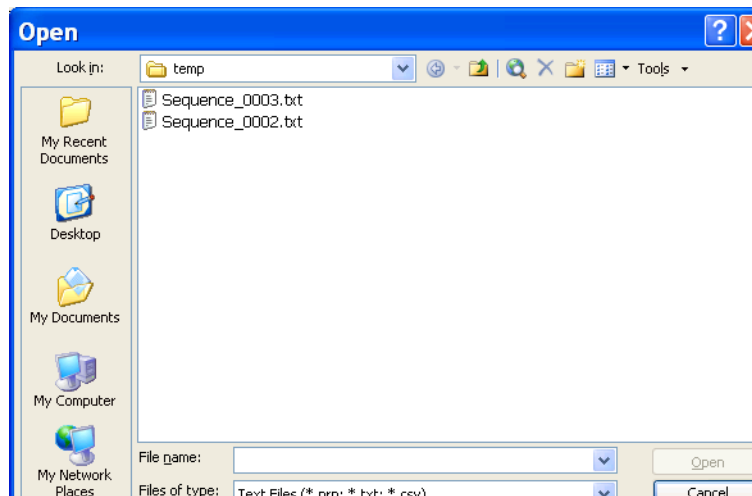 Open
Look in:
temp
Tools
Sequence_0003.txt
Sequence_0002.txt
My Recent
Documents
Desktop
My Documents
My Computer
My Network
Places
File name:
Open
Files of type:
Text Files (*.prn; *.txt; *.csv)
Cancel